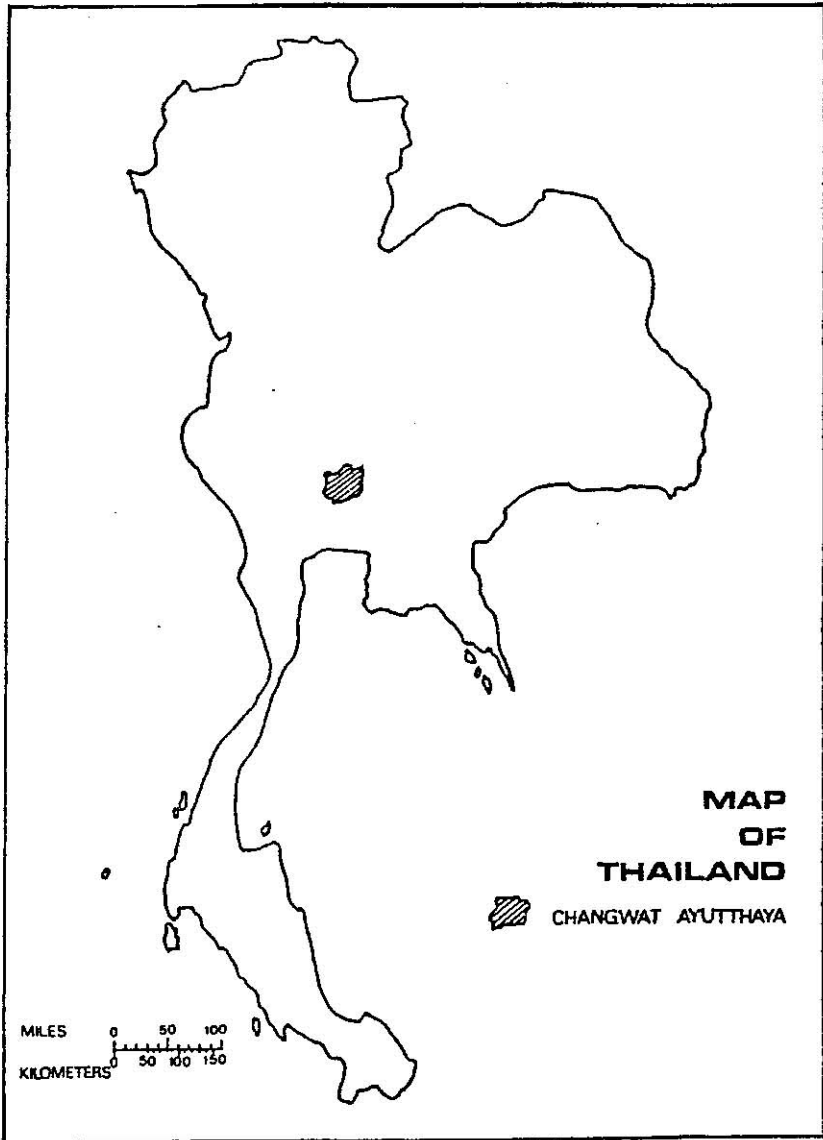 MAP
OF
THAILAND
CHANGWAT AYUTTHAYA
MILES 0 50 100
0 50 100 150
KILOMETERS